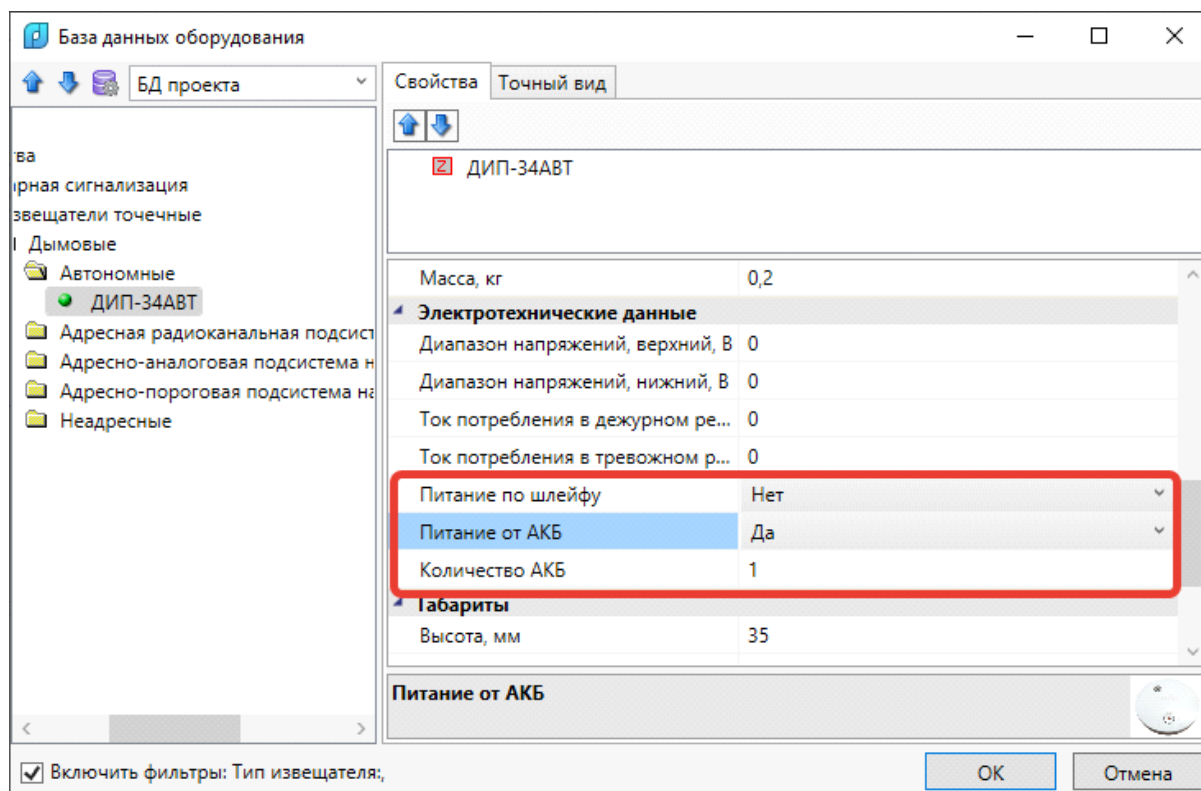 База данных оборудования
БД проекта
Свойства
Точный вид
ва
рная сигнализация
звещатели точечные
Дымовые
Автономные
ДИП-34АВТ
Адресная радиоканальная подсист
Адресно-аналоговая подсистема н
Адресно-пороговая подсистема на
Неадресные
ДИП-34АВТ
Масса, кг 0,2
Электротехнические данные
Диапазон напряжений, верхний, В 0
Диапазон напряжений, нижний, В 0
Ток потребления в дежурном ре... 0
Ток потребления в тревожном р... 0
Питание по шлейфу Нет
Питание от АКБ Да
Количество АКБ 1
Габариты
Высота, мм 35
Питание от АКБ
Включить фильтры: Тип извещателя:,
ОК
Отмена